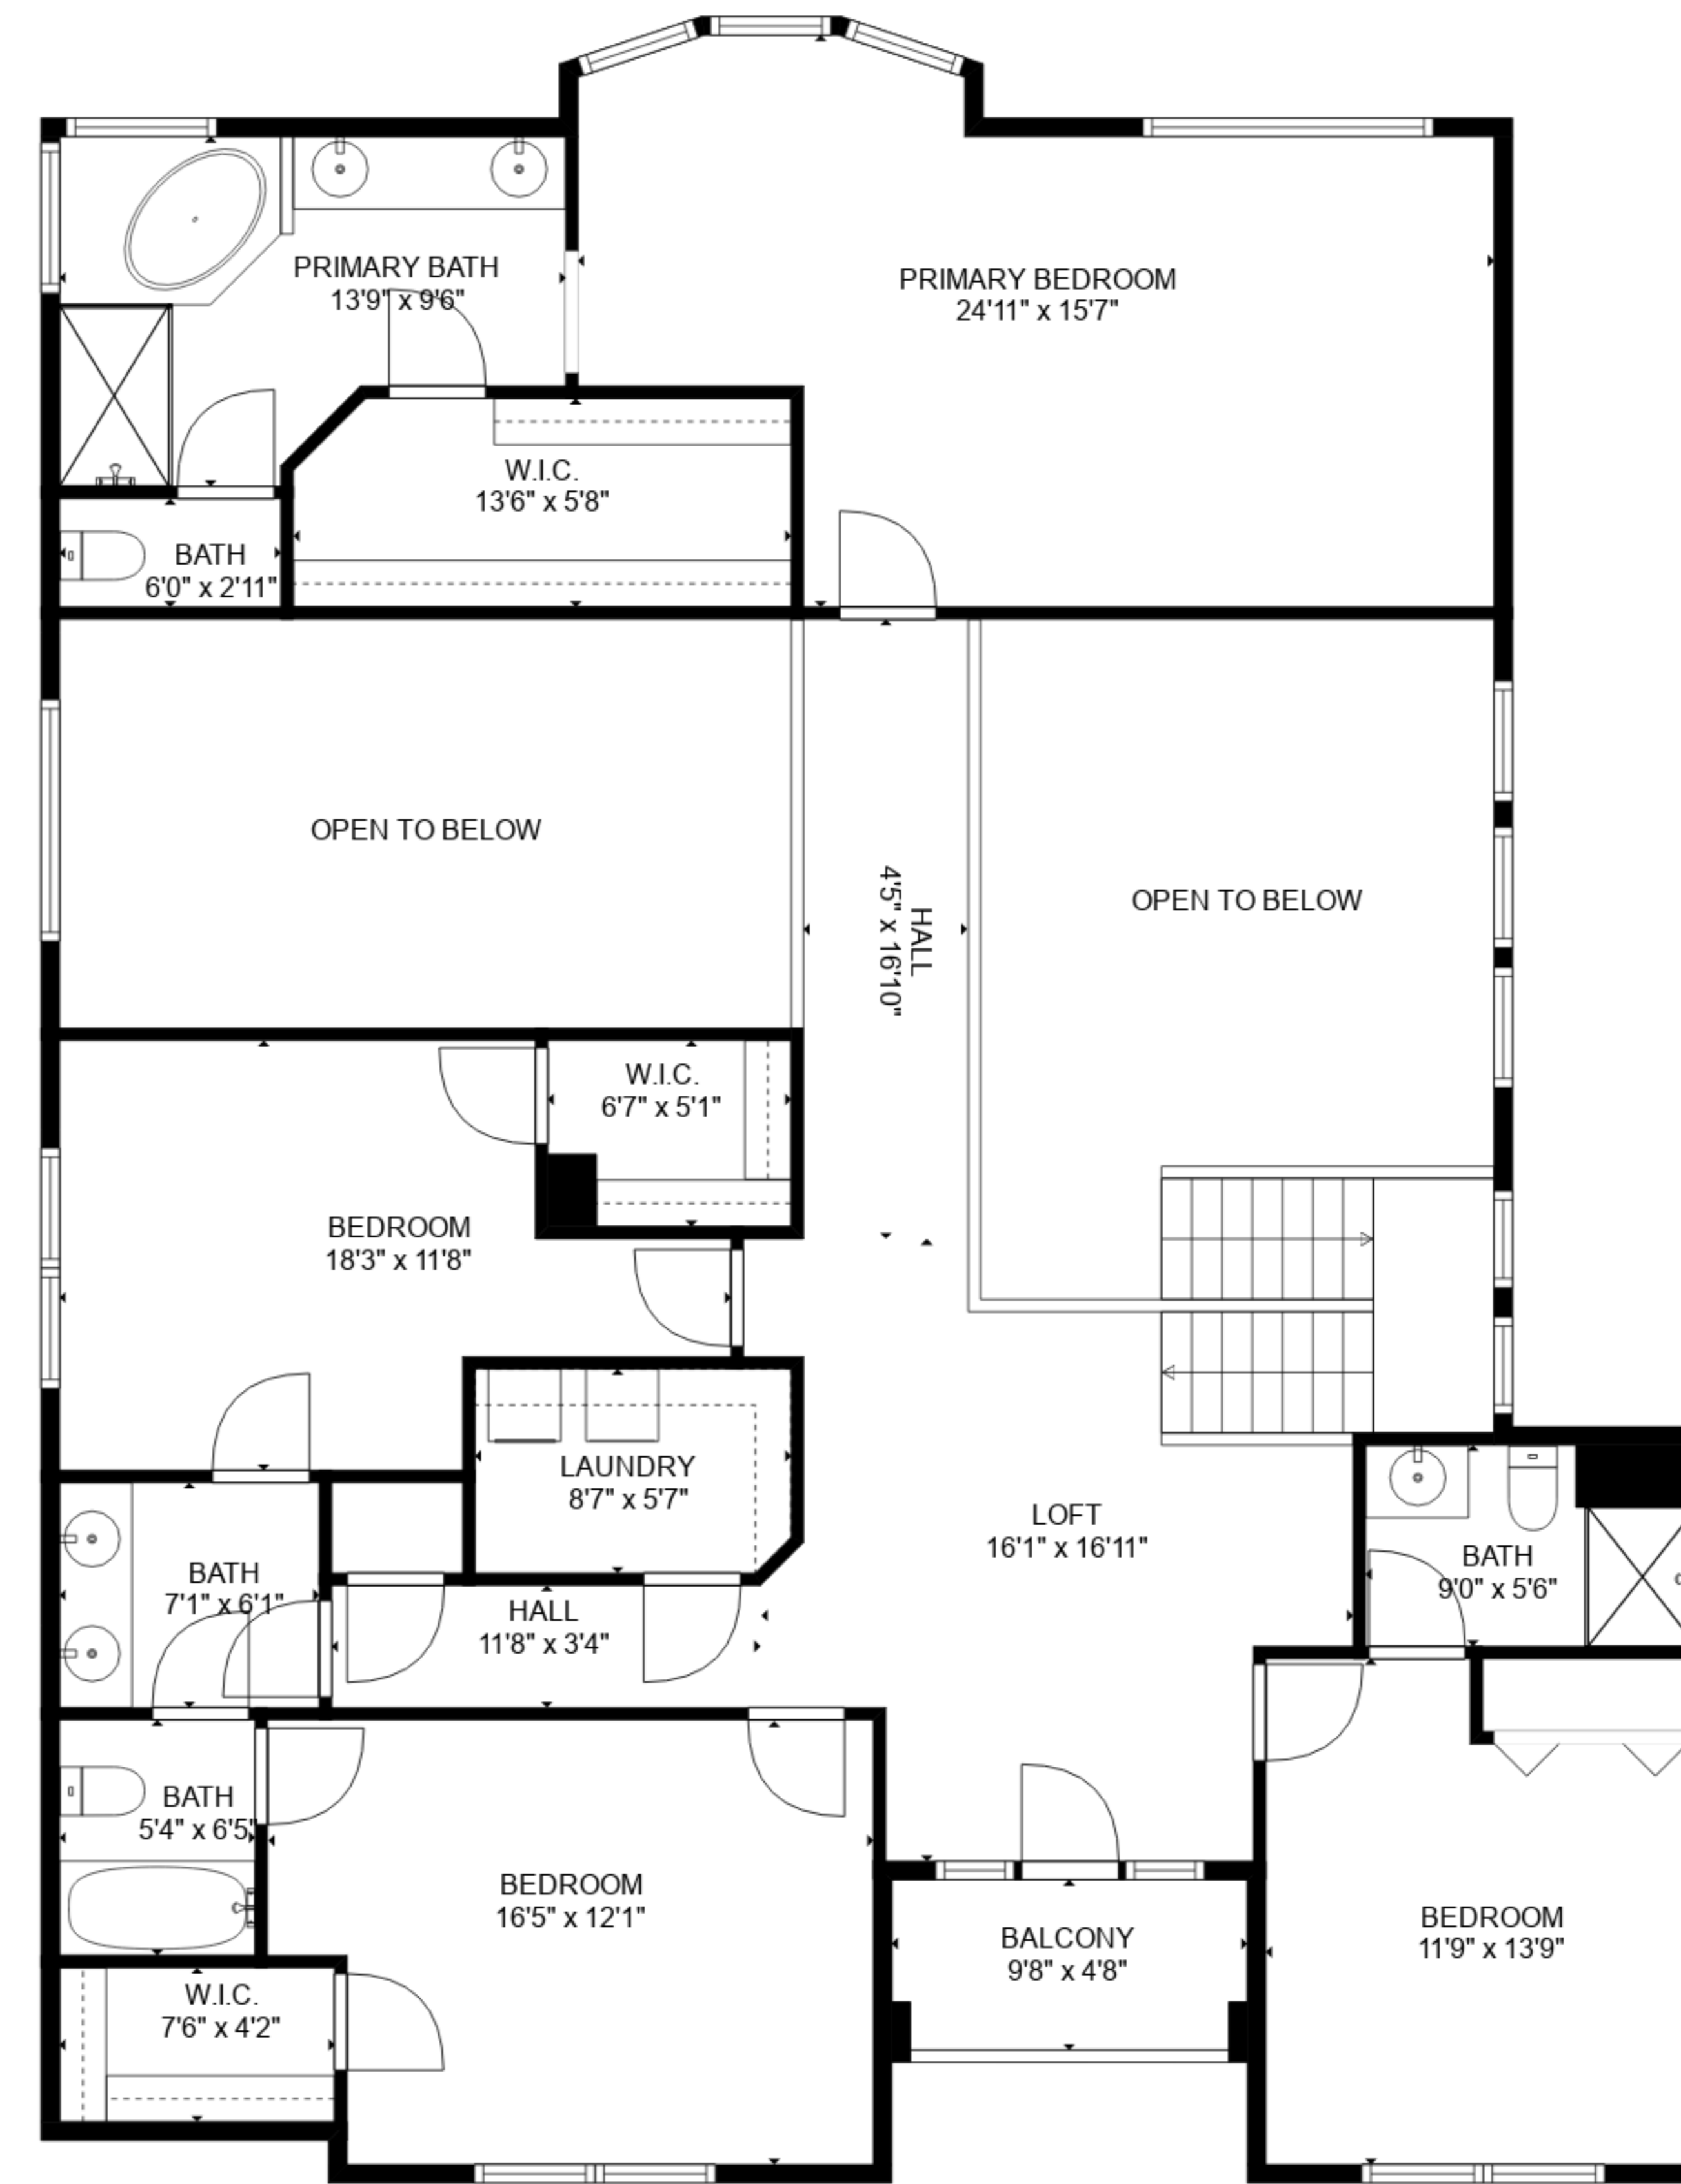 PRIMARY BATH
13'9" x 9'6"
PRIMARY BEDROOM
24'11" x 15'7"
W.I.C.
13'6" x 5'8"
BATH
6'0" x 2'11"
OPEN TO BELOW
HALL
4'5" x 16'10"
OPEN TO BELOW
W.I.C.
6'7" x 5'1"
BEDROOM
18'3" x 11'8"
LAUNDRY
8'7" x 5'7"
LOFT
16'1" x 16'11"
BATH
9'0" x 5'6"
BATH
7'1" x 6'1"
HALL
11'8" x 3'4"
BATH
5'4" x 6'5"
BEDROOM
16'5" x 12'1"
BALCONY
9'8" x 4'8"
BEDROOM
11'9" x 13'9"
W.I.C.
7'6" x 4'2"